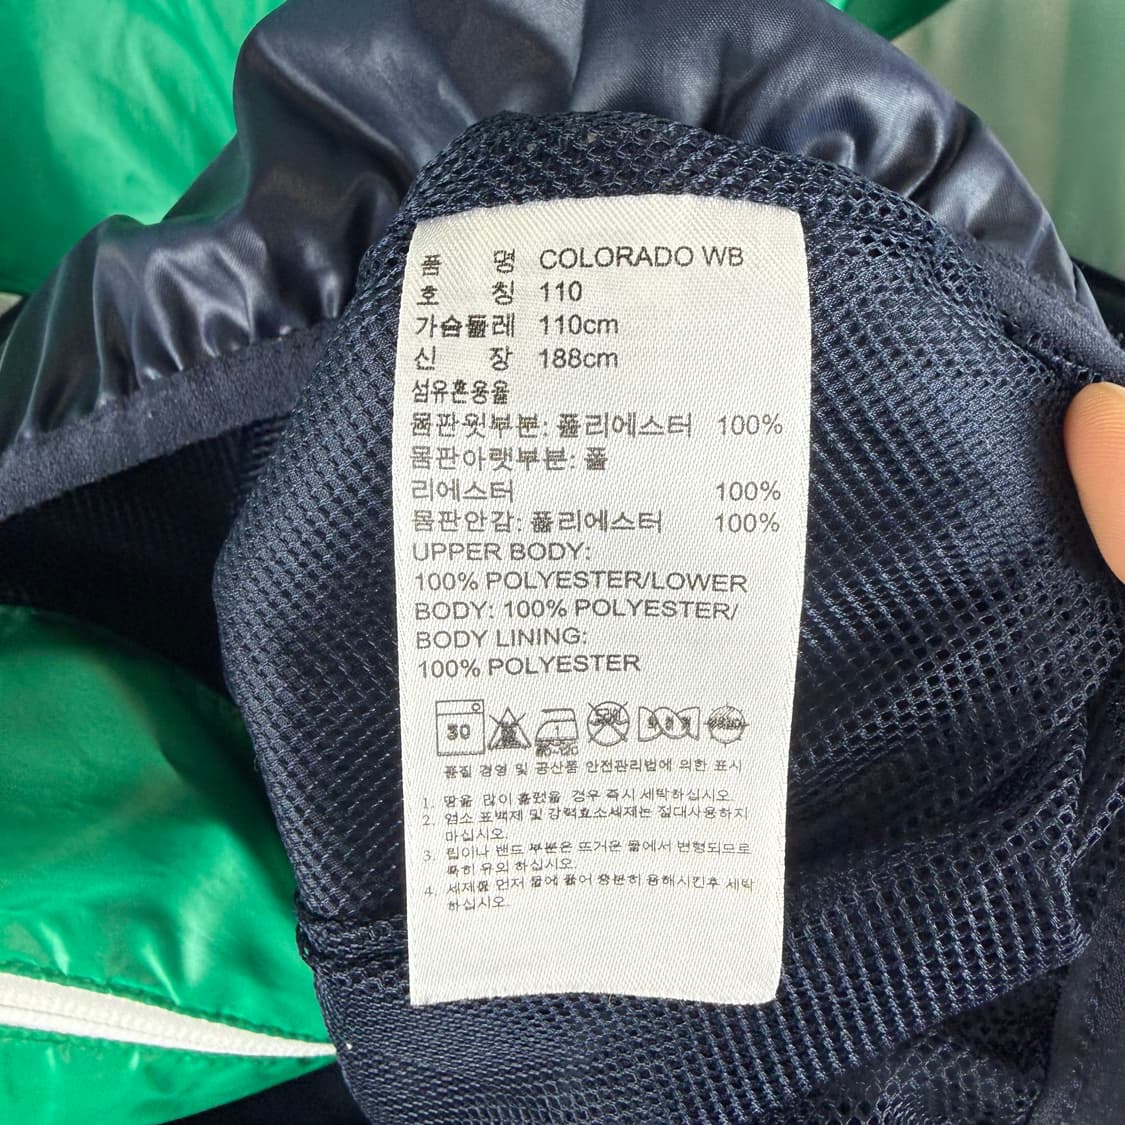 품 명 COLORADO WB
호 칭 110
가슴둘레 110cm
신 장 188cm
섬유혼용율
몸판윗부분: 폴리에스터 100%
몸판아랫부분: 폴
리에스터 100%
몸판안감: 폴리에스터 100%
UPPER BODY:
100% POLYESTER/LOWER
BODY: 100% POLYESTER/
BODY LINING:
100% POLYESTER
30
품질 경영 및 공산품 안전관리법에 의한 표시
1. 땀을 많이 흘렸을 경우 즉시 세탁하십시오.
2. 염소 표백제 및 강력효소세제는 절대사용하지
마십시오.
3. 립이나 밴드 부분은 뜨거운 물에서 변형되므로
특히 유의 하십시오.
4. 세제를 먼저 물에 풀어 충분히 용해시킨후 세탁
하십시오.